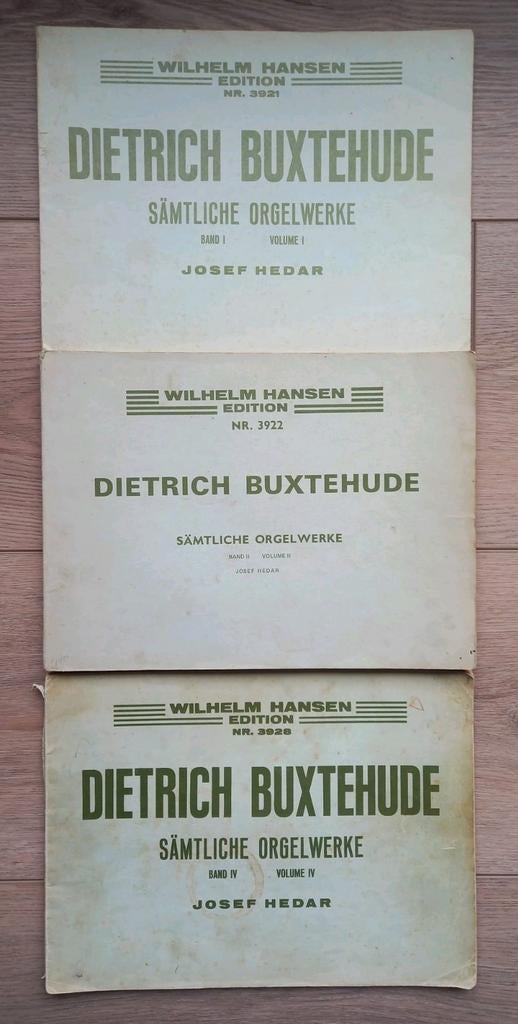 WILHELM HANSEN
EDITION
NR. 3921
DIETRICH BUXTEHUDE
SÄMTLICHE ORGELWERKE
BAND I VOLUME I
JOSEF HEDAR
WILHELM HANSEN
EDITION
NR. 3922
DIETRICH BUXTEHUDE
SÄMTLICHE ORGELWERKE
BAND II VOLUME II
JOSEF HEDAR
WILHELM HANSEN
EDITION
NR. 3928
DIETRICH BUXTEHUDE
SÄMTLICHE ORGELWERKE
BAND IV VOLUME IV
JOSEF HEDAR